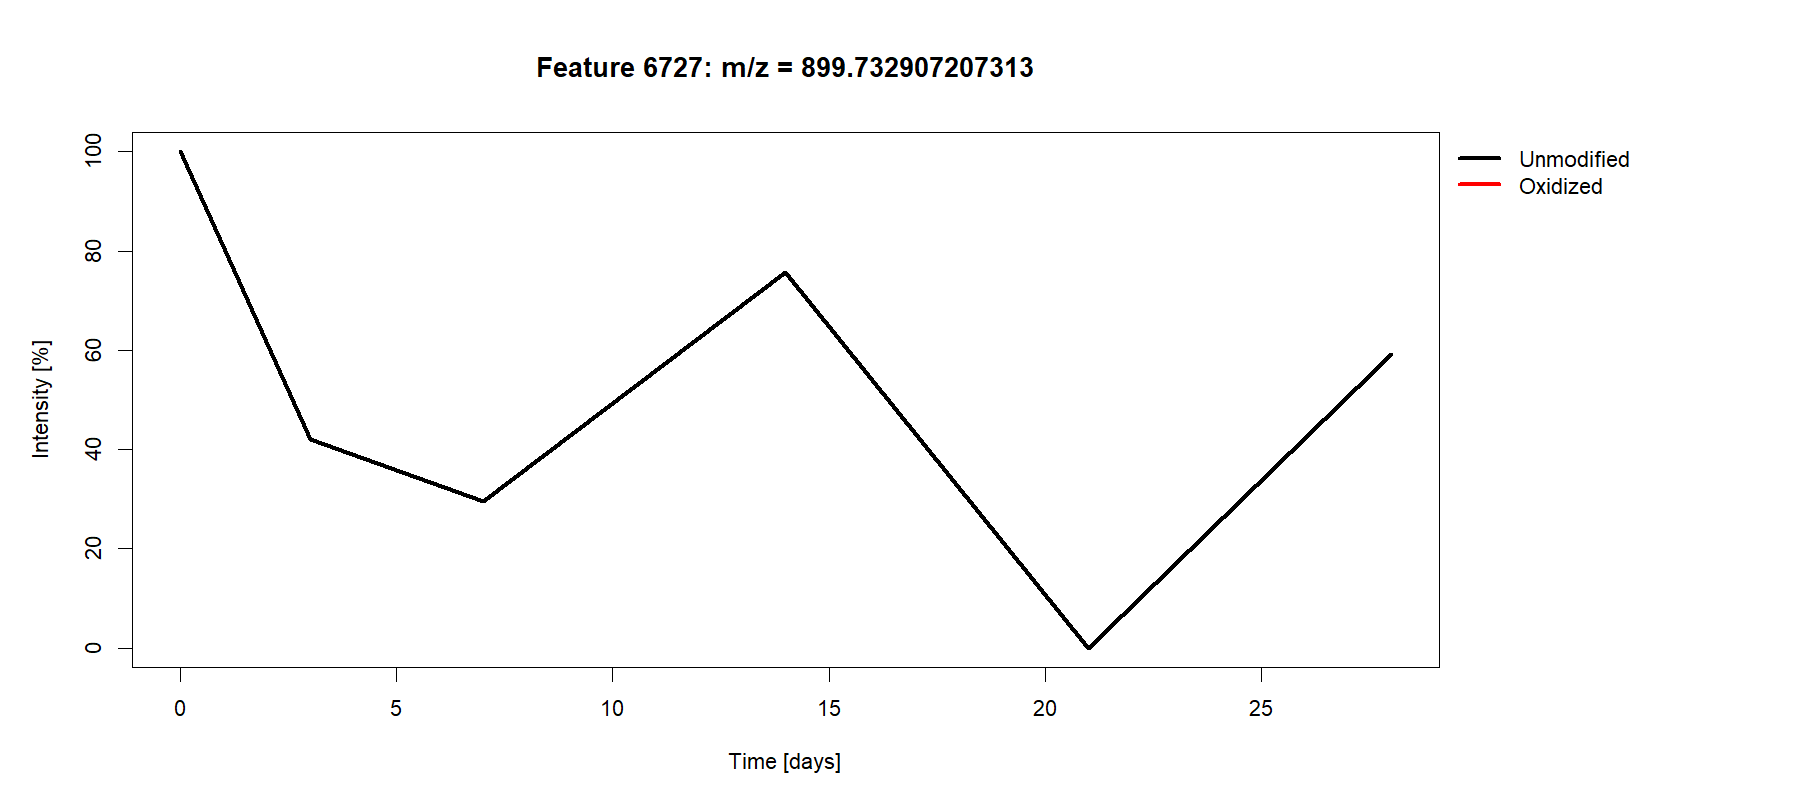 Feature 6727: m/z = 899.732907207313
Unmodified
Oxidized
Intensity [%]
100
80
60
40
20
0
0 5 10 15 20 25
Time [days]